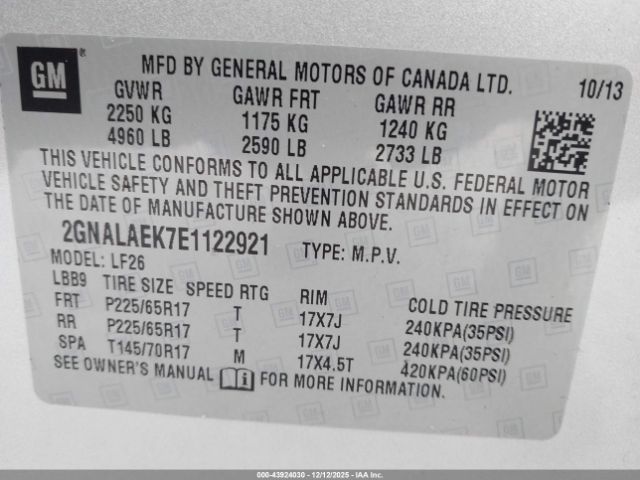 GM
MFD BY GENERAL MOTORS OF CANADA LTD.
10/13
GVWR GAWR FRT GAWR RR
2250 KG 1175 KG 1240 KG
4960 LB 2590 LB 2733 LB
THIS VEHICLE CONFORMS TO ALL APPLICABLE U.S. FEDERAL MOTOR
VEHICLE SAFETY AND THEFT PREVENTION STANDARDS IN EFFECT ON
THE DATE OF MANUFACTURE SHOWN ABOVE.
2GNALAEK7E1122921 TYPE: M.P.V.
MODEL: LF26
LBB9 TIRE SIZE SPEED RTG RIM COLD TIRE PRESSURE
FRT P225/65R17 T 17X7J 240KPA(35PSI)
RR P225/65R17 T 17X7J 240KPA(35PSI)
SPA T145/70R17 M 17X4.5T 420KPA(60PSI)
SEE OWNER'S MANUAL FOR MORE INFORMATION.
000-43924030 - 12/12/2025 - IAAI.COM